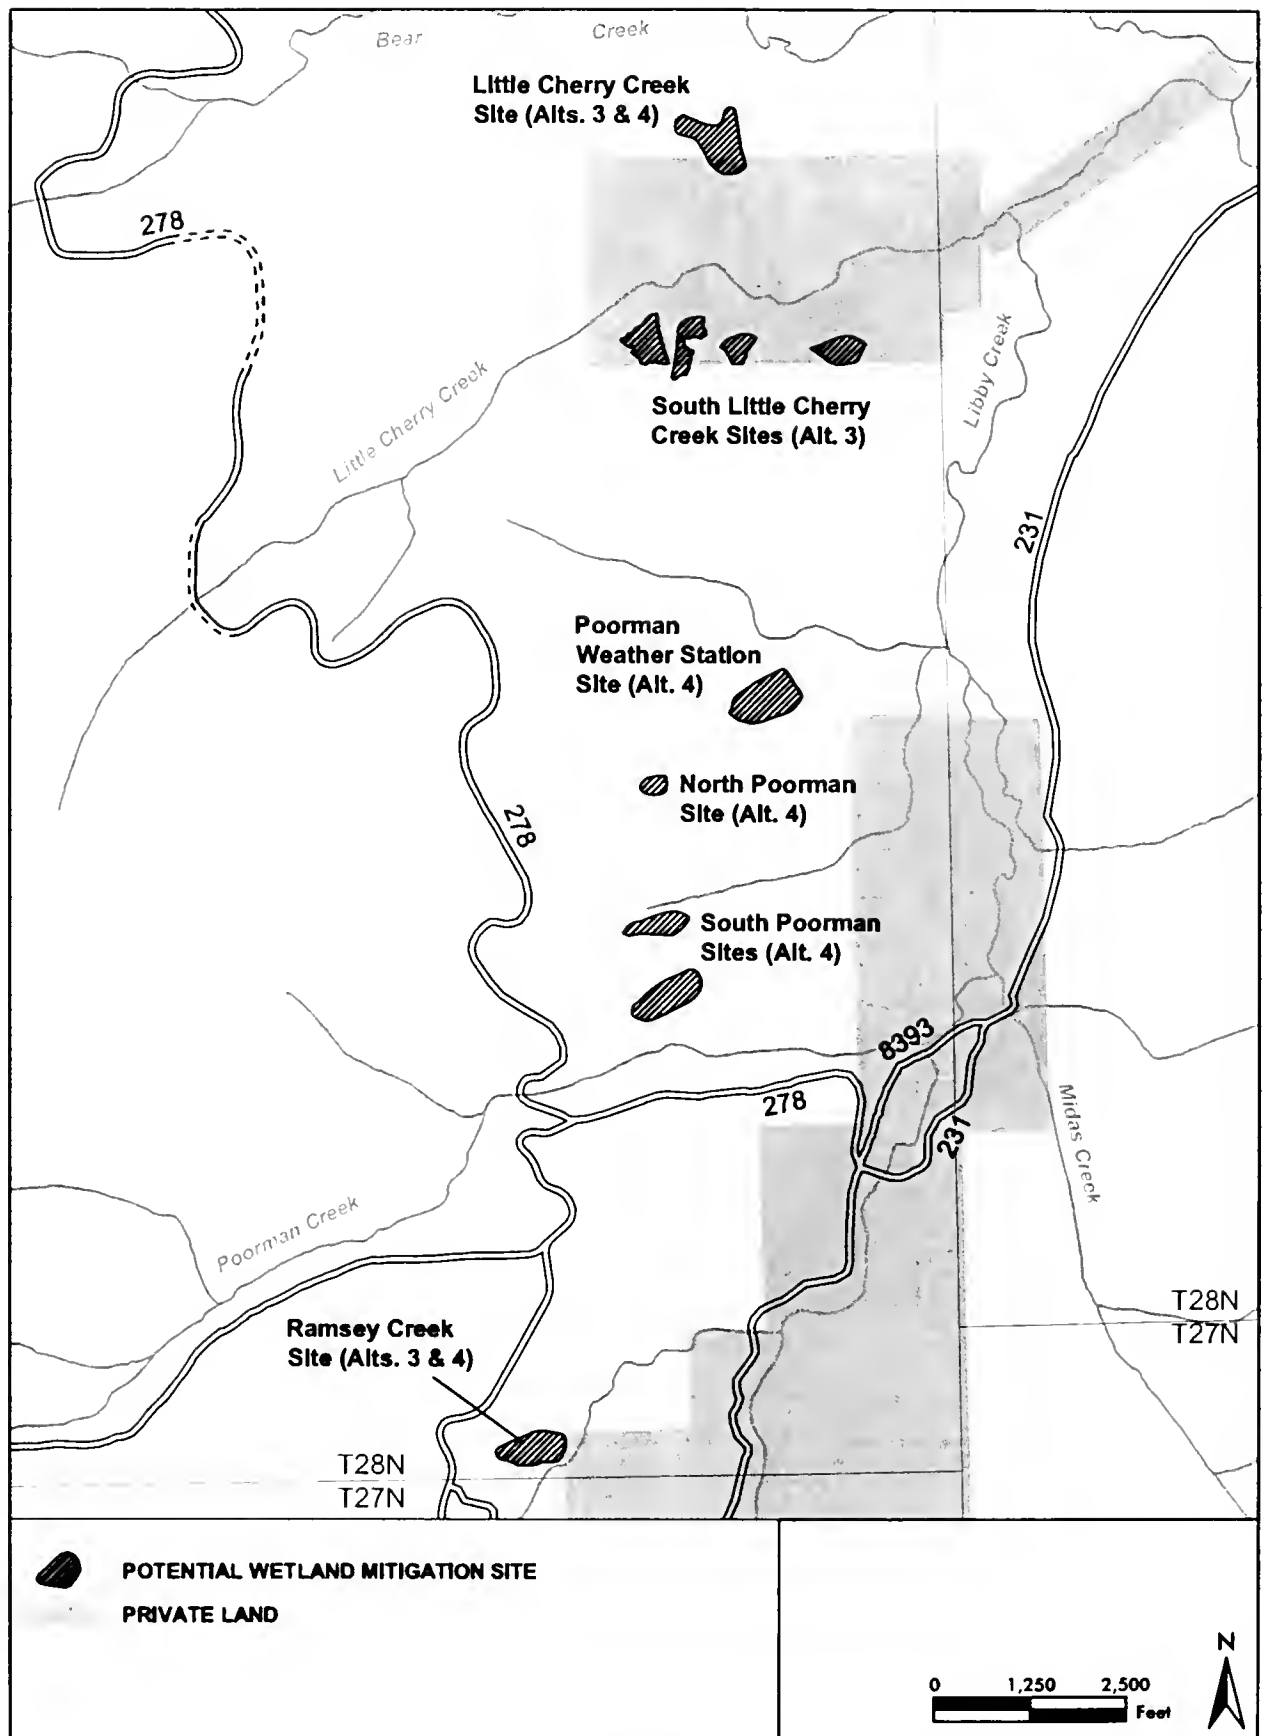 Bear Creek
Little Cherry Creek
Site (Alts. 3 & 4)
278
Little Cherry Creek
South Little Cherry
Creek Sites (Alt. 3)
Libby Creek
231
Poorman
Weather Station
Site (Alt. 4)
North Poorman
Site (Alt. 4)
278
South Poorman
Sites (Alt. 4)
8393
278
231
Midas Creek
Poorman Creek
T28N
T27N
Ramsey Creek
Site (Alts. 3 & 4)
T28N
T27N
POTENTIAL WETLAND MITIGATION SITE
PRIVATE LAND
N
0 1,250 2,500
Feet